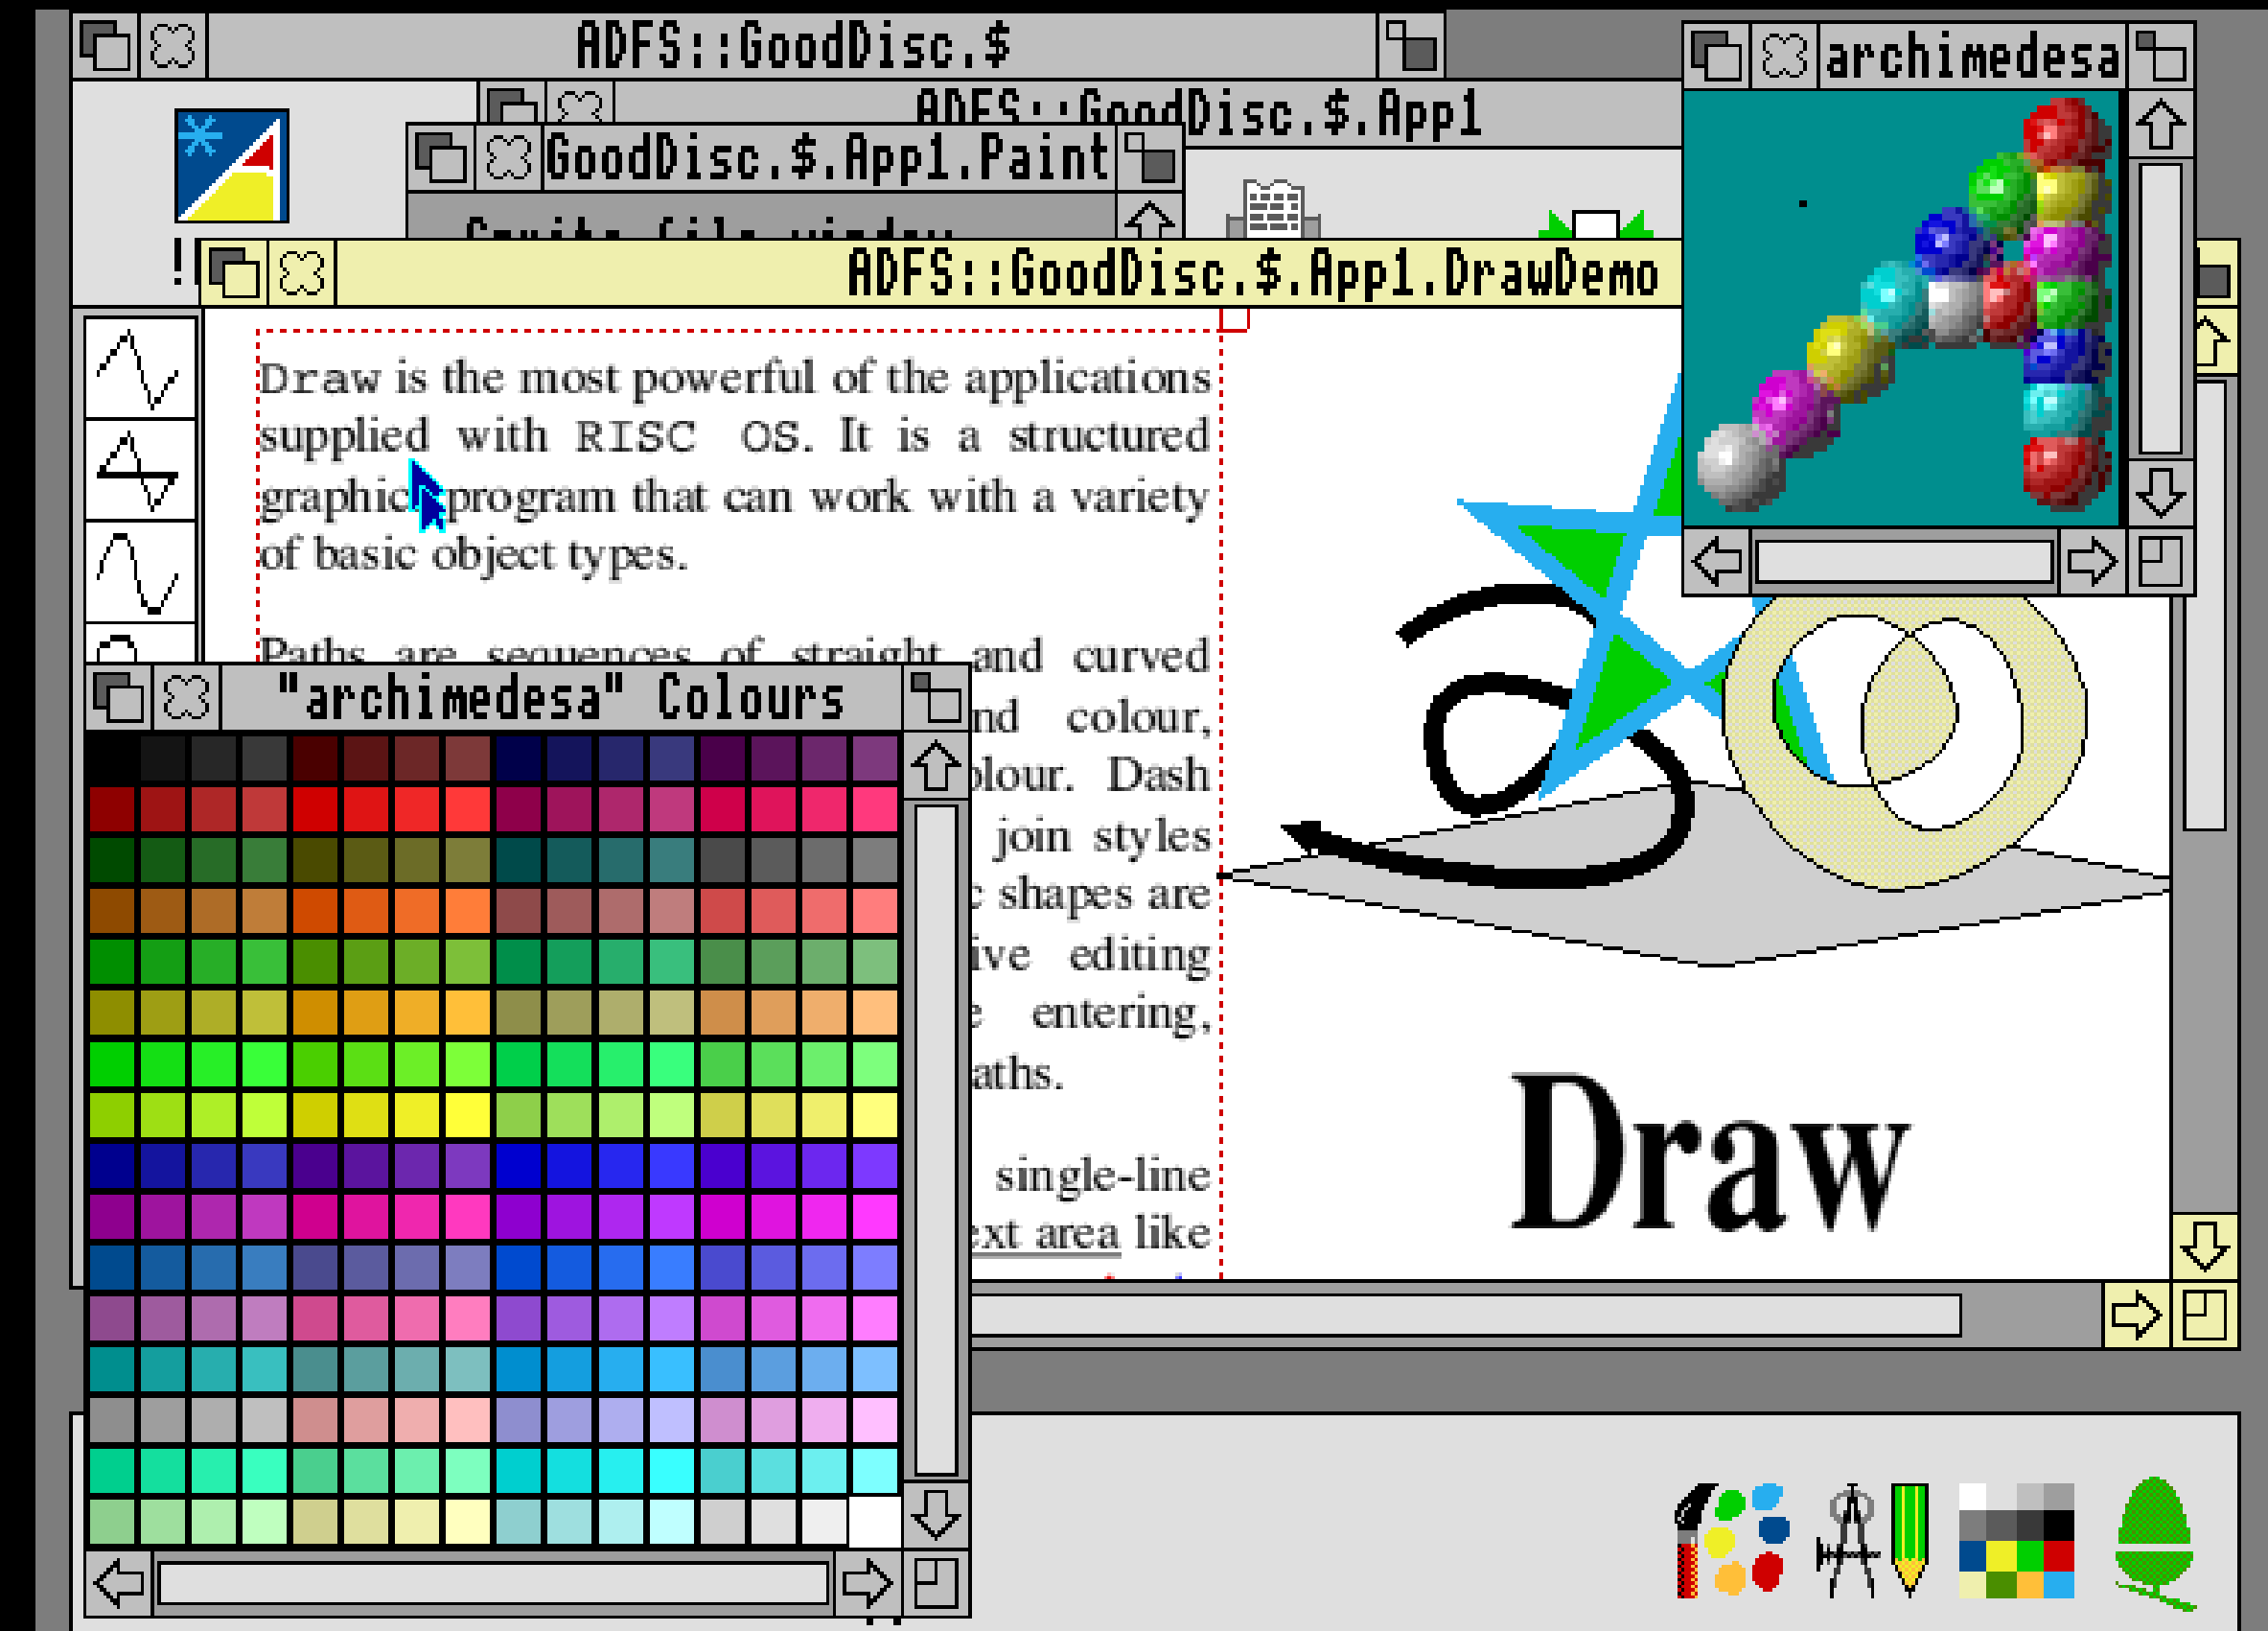 ADFS::GoodDisc.$
archimedesa
ADFS::GoodDisc.$.App1
GoodDisc.$.App1.Paint
Sprite file window
ADFS::GoodDisc.$.App1.DrawDemo
Draw is the most powerful of the applications
supplied with RISC OS. It is a structured
graphic program that can work with a variety
of basic object types.
Paths are sequences of straight and curved
"archimedesa" Colours
nd colour,
olour. Dash
join styles
c shapes are
ive editing
e entering,
aths.
single-line
ext area like
Draw